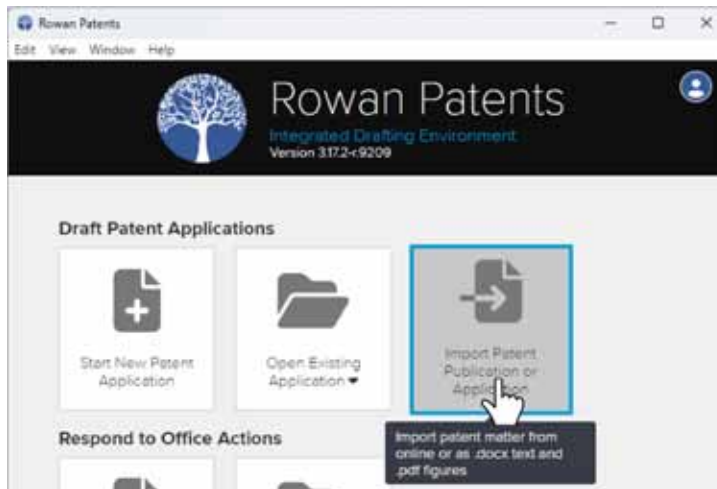 Rowan Patents
Edit View Window Help
Rowan Patents
Integrated Drafting Environment
Version 3.17.2-r.9209
Draft Patent Applications
Start New Patent
Application
Open Existing
Application
Import Patent
Publication or
Application
Respond to Office Actions
Import patent matter from
online or as .docx text and
.pdf figures